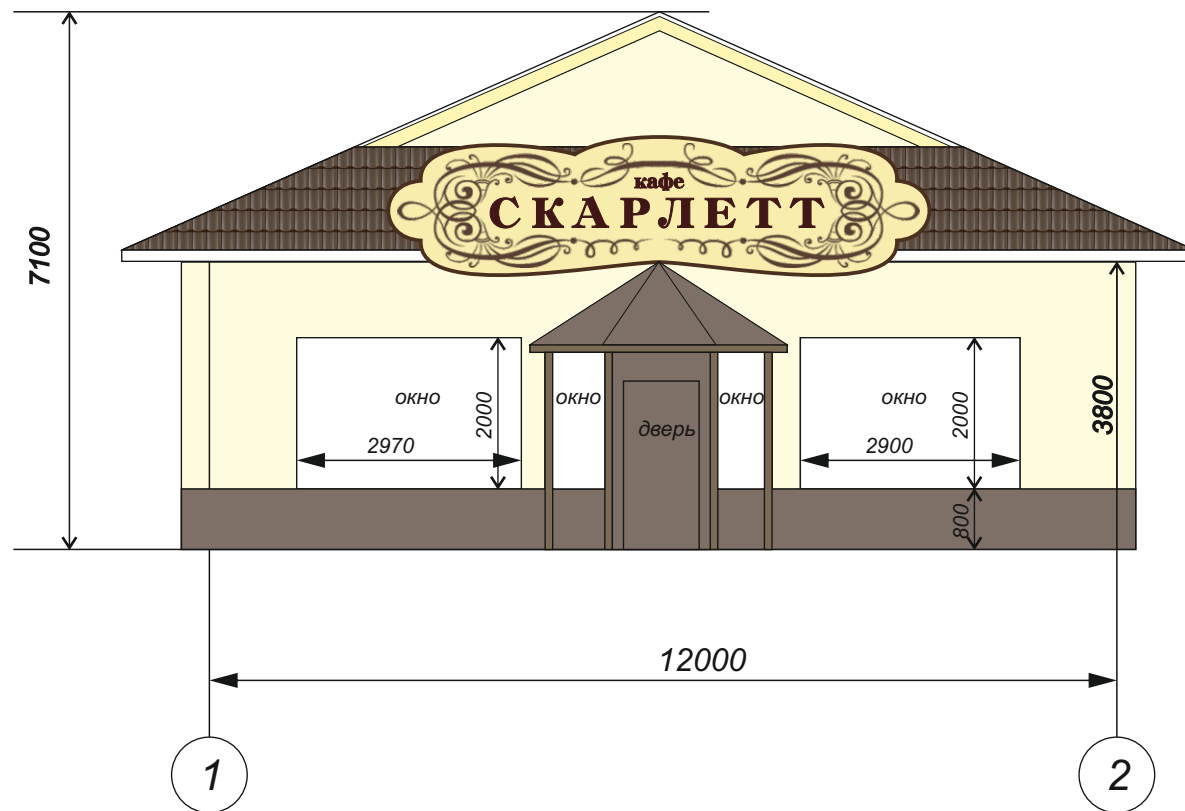 7100
кафе
СКАРЛЕТТ
3800
окно
2000
2970
окно
дверь
окно
окно
2000
2900
800
12000
1
2